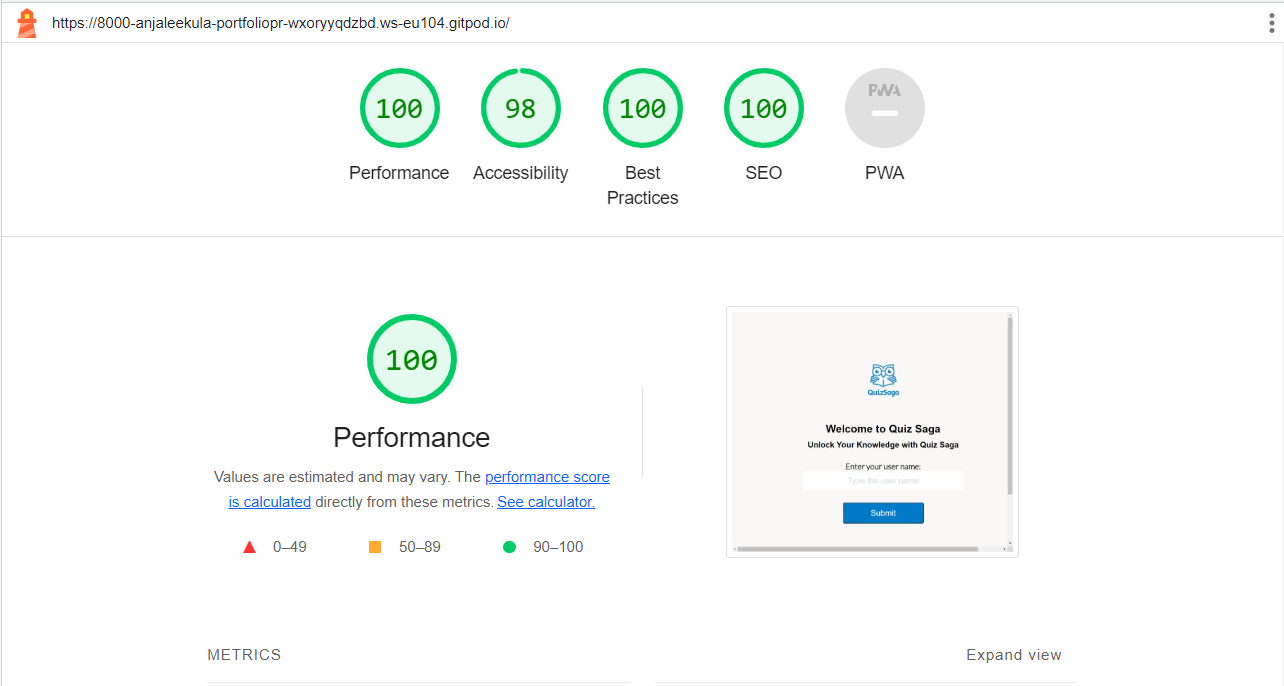 https://8000-anjaleekula-portfoliopr-wxoryyqdzbd.ws-eu104.gitpod.io/
100
98
100
100
PWA
Performance
Accessibility
Best
Practices
SEO
PWA
100
Performance
Values are estimated and may vary. The performance score
is calculated directly from these metrics. See calculator.
0–49
50–89
90–100
QuizSaga
Welcome to Quiz Saga
Unlock Your Knowledge with Quiz Saga
Enter your user name:
Type the user name
Submit
METRICS
Expand view